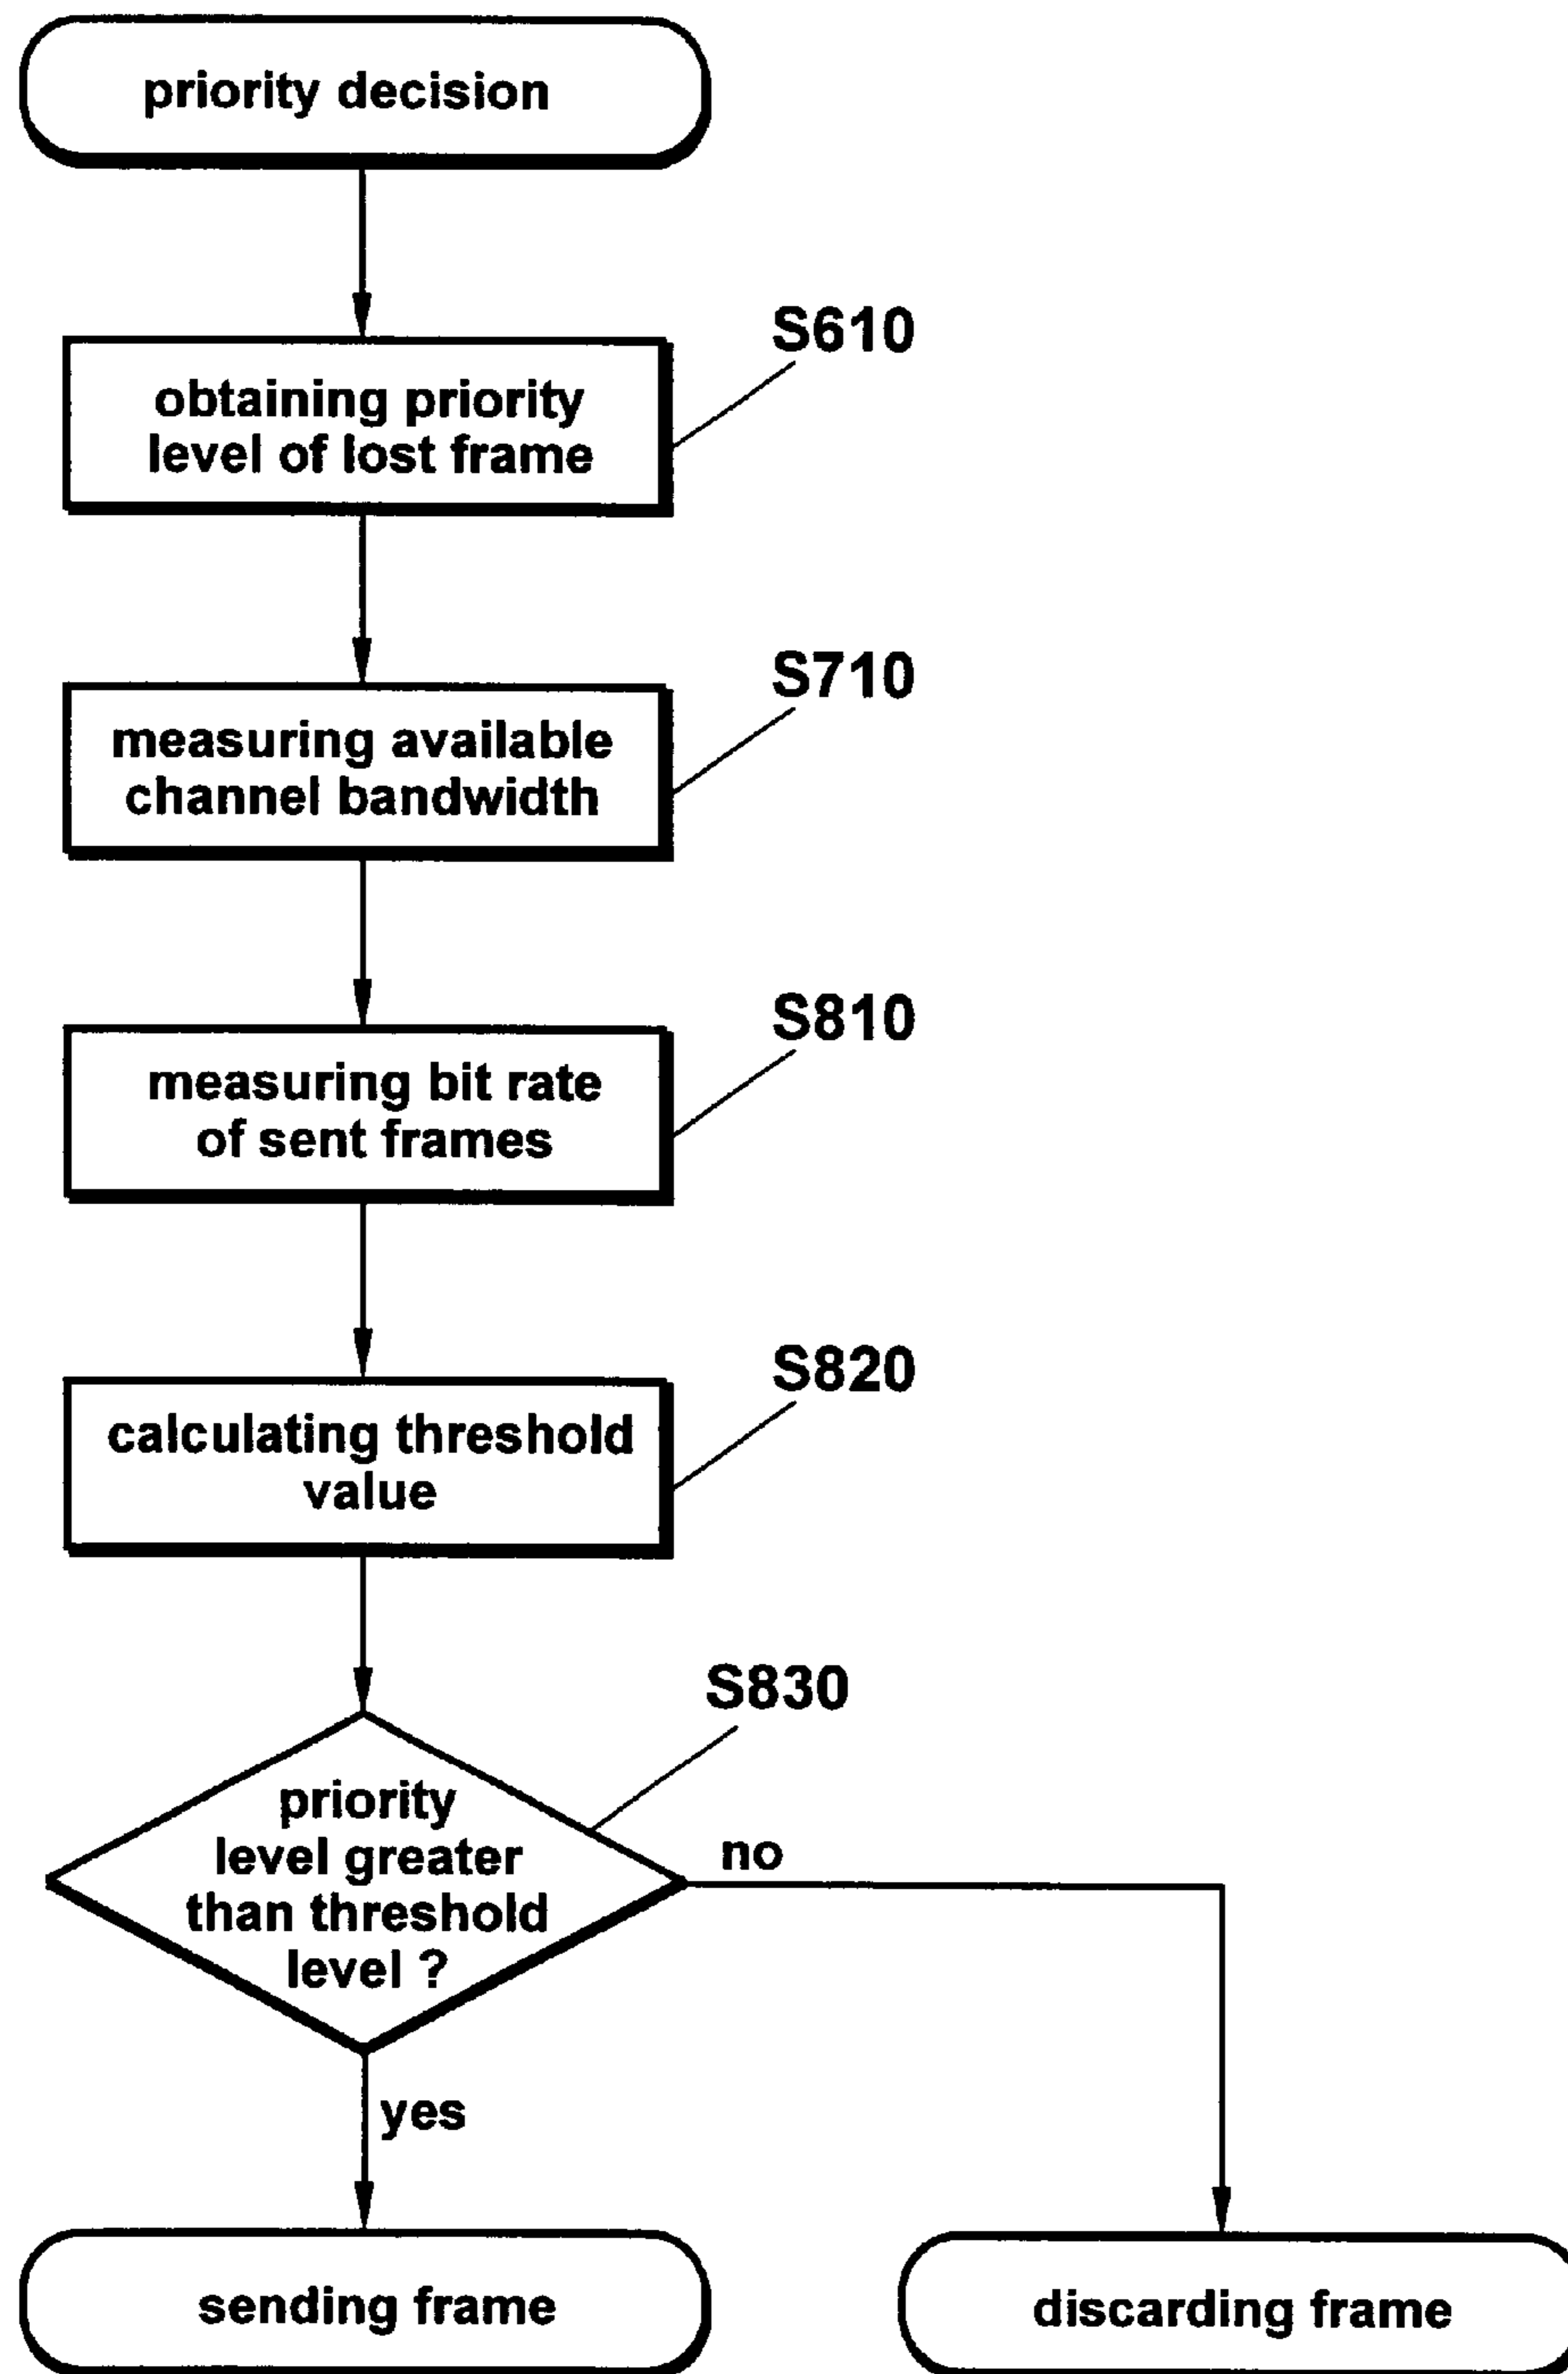 priority decision
S610
obtaining priority
level of lost frame
S710
measuring available
channel bandwidth
S810
measuring bit rate
of sent frames
S820
calculating threshold
value
S830
priority
level greater
than threshold
level ?
no
yes
sending frame
discarding frame